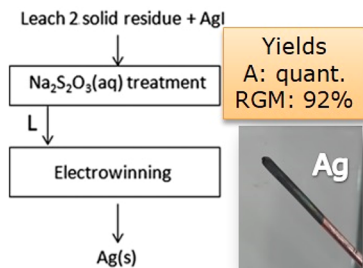 Leach 2 solid residue + AgI
Na₂S₂O₃(aq) treatment
L
Electrowinning
Ag(s)
Yields
A: quant.
RGM: 92%
Ag